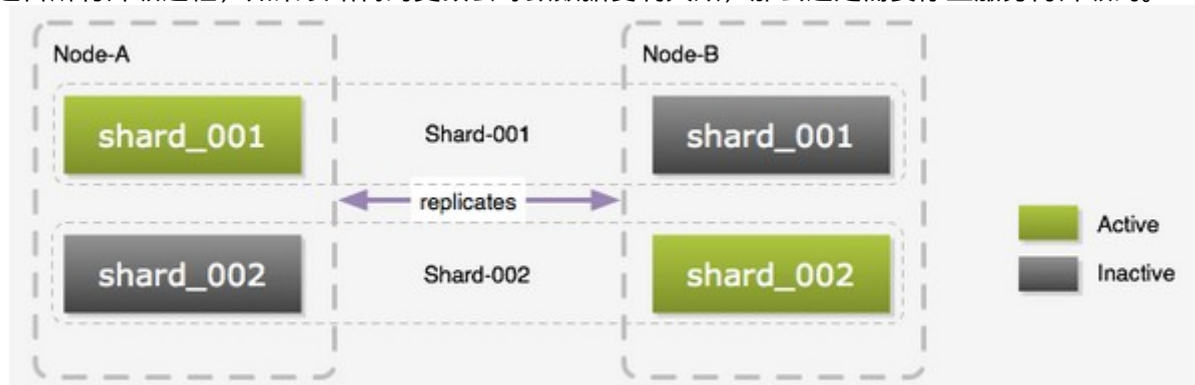 Node-A
Node-B
shard_001
Shard-001
shard_001
replicates
shard_002
Shard-002
shard_002
Active
Inactive